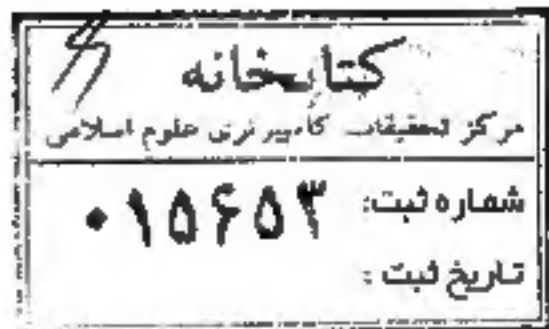 کتابخانه
مرکز تحقیقات کامپیوتری علوم اسلامی
شماره ثبت: ۰۱۵۶۵۳
تاریخ ثبت: